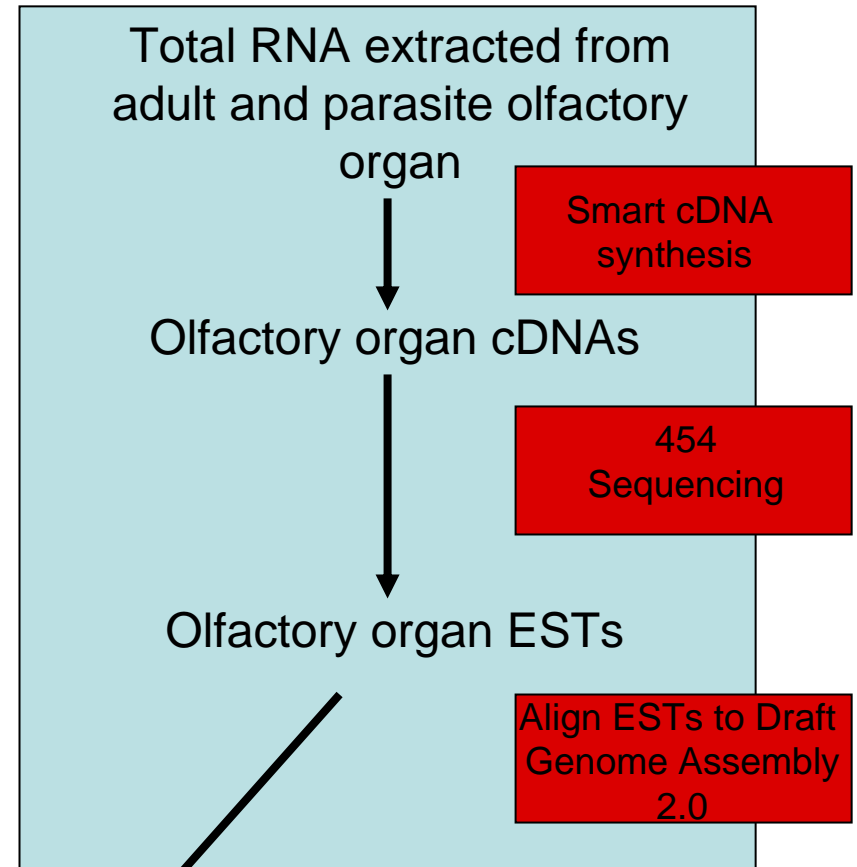 Total RNA extracted from
adult and parasite olfactory
organ
Smart cDNA
synthesis
Olfactory organ cDNAs
454
Sequencing
Olfactory organ ESTs
Align ESTs to Draft
Genome Assembly
2.0